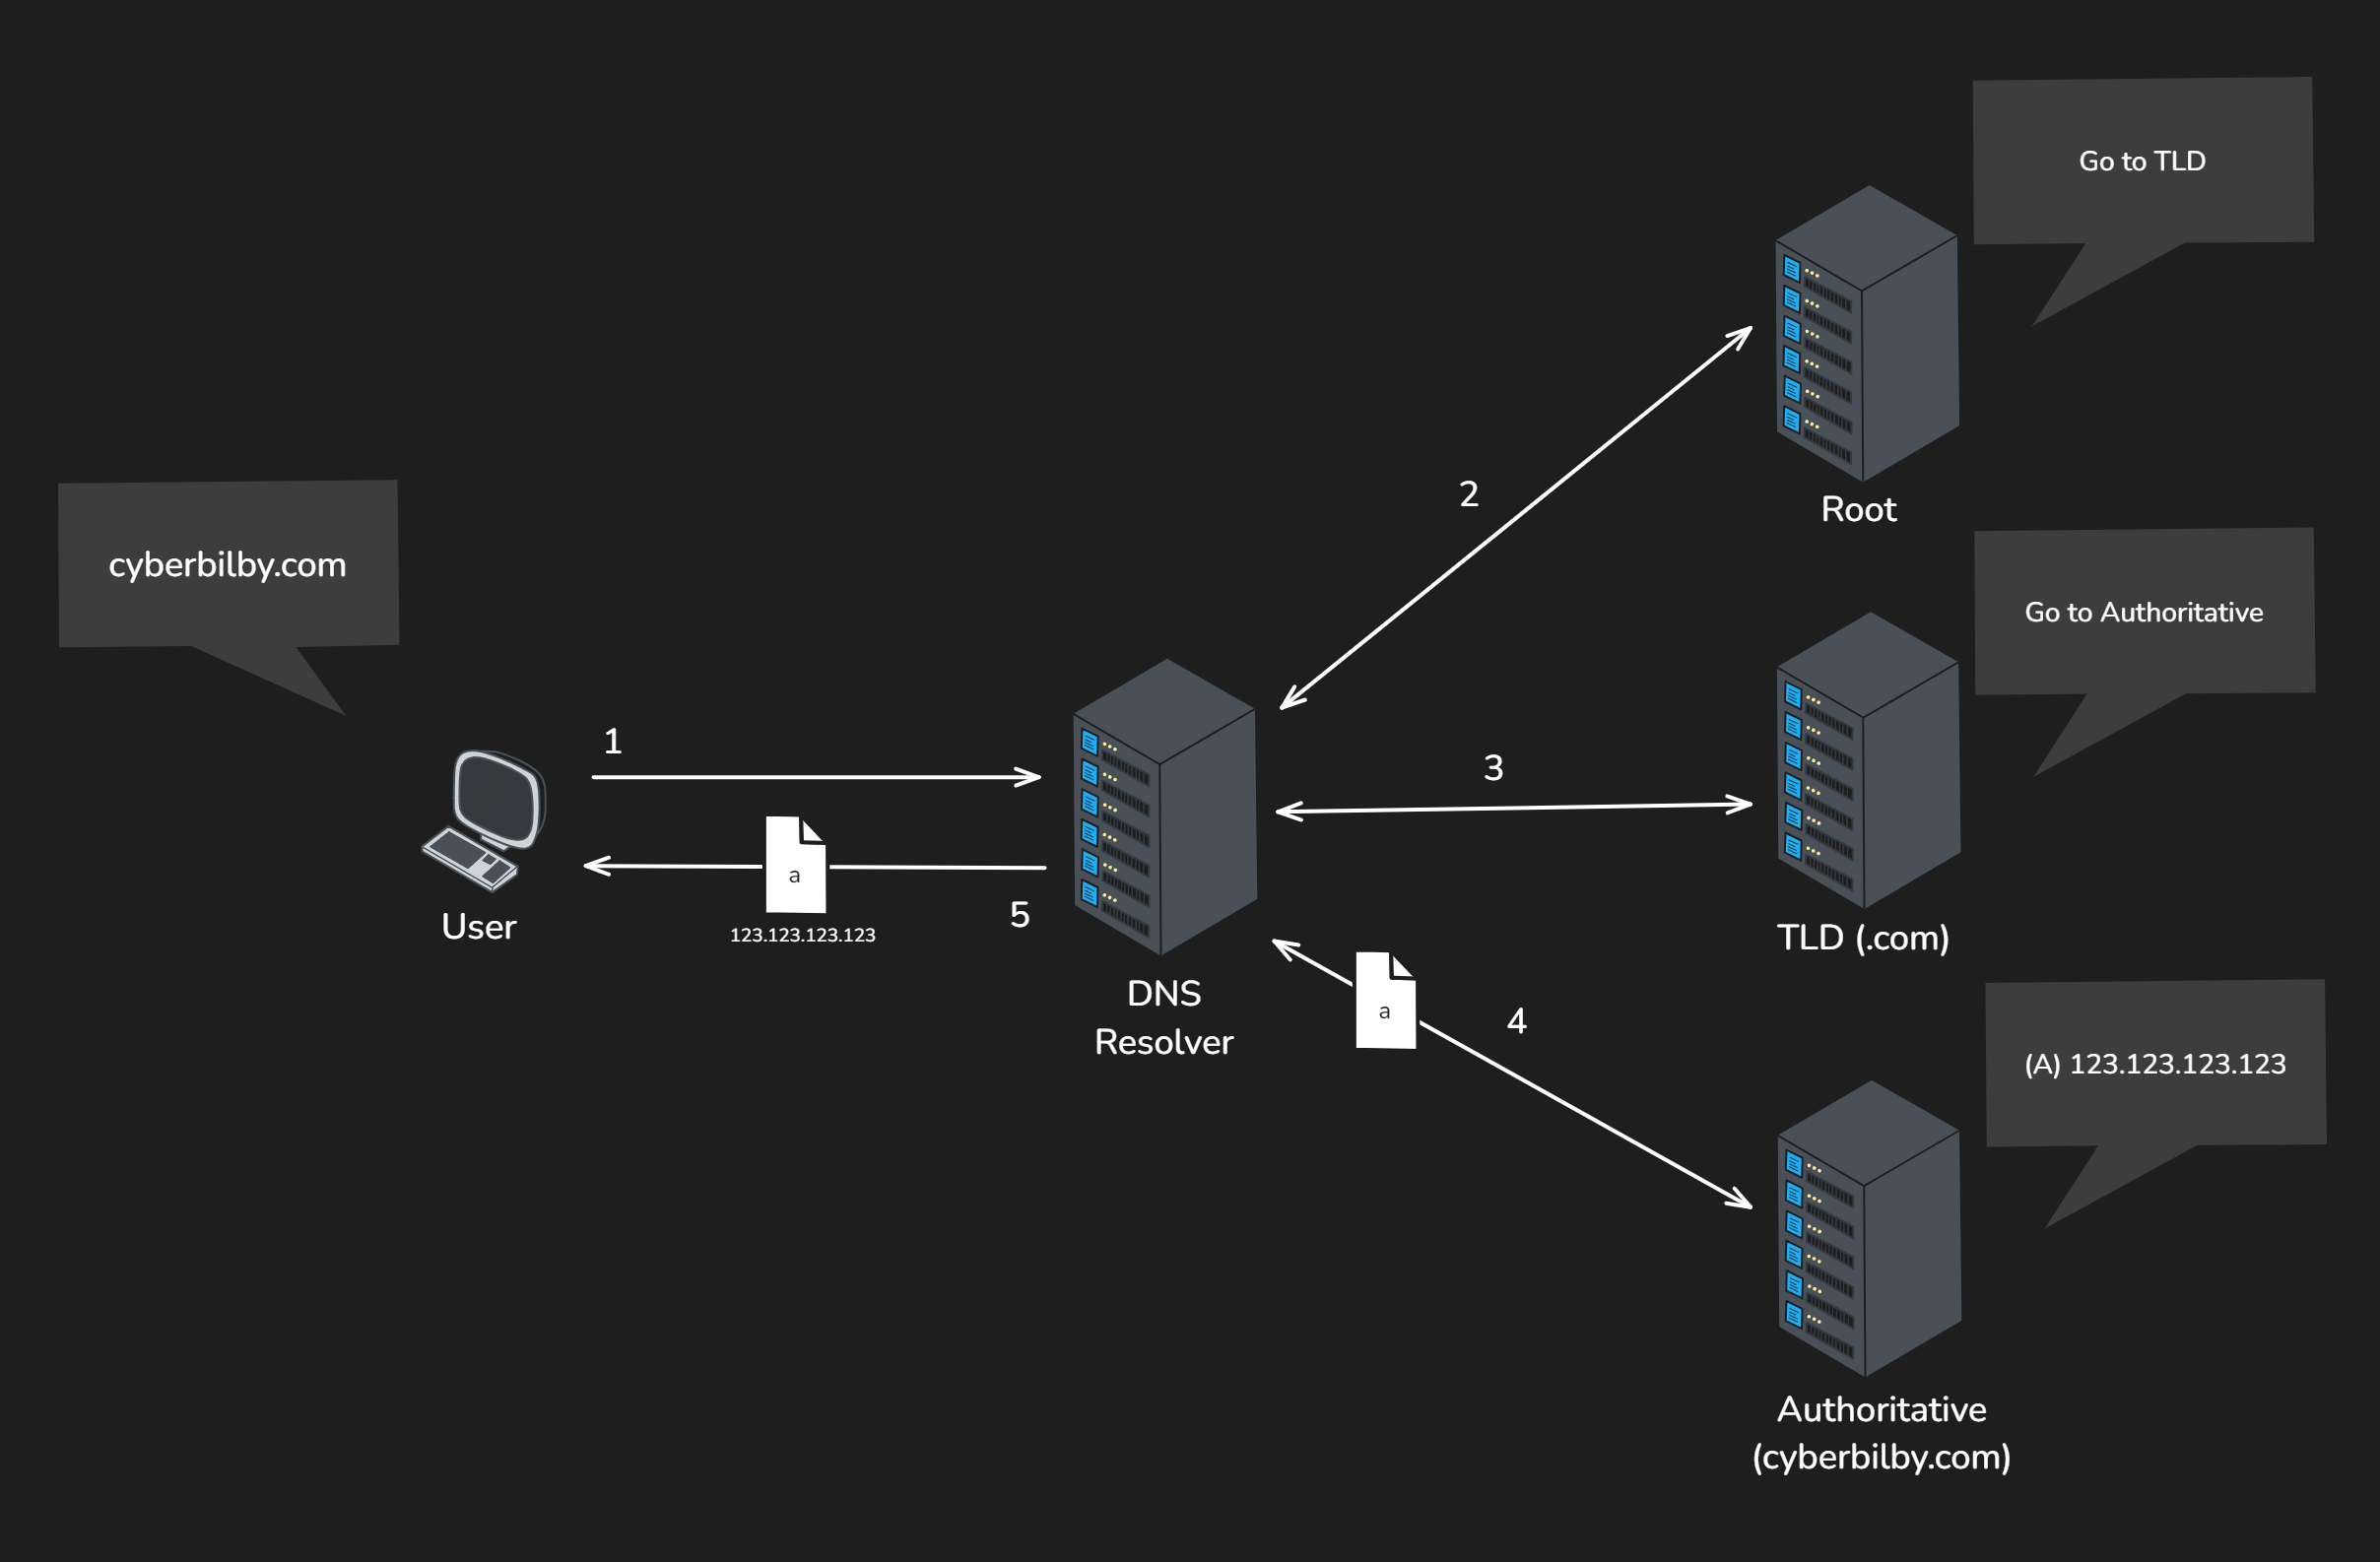 Go to TLD
2
Root
cyberbilby.com
Go to Authoritative
1
3
a
123.123.123.123
5
User
TLD (.com)
DNS
Resolver
a
4
(A) 123.123.123.123
Authoritative
(cyberbilby.com)